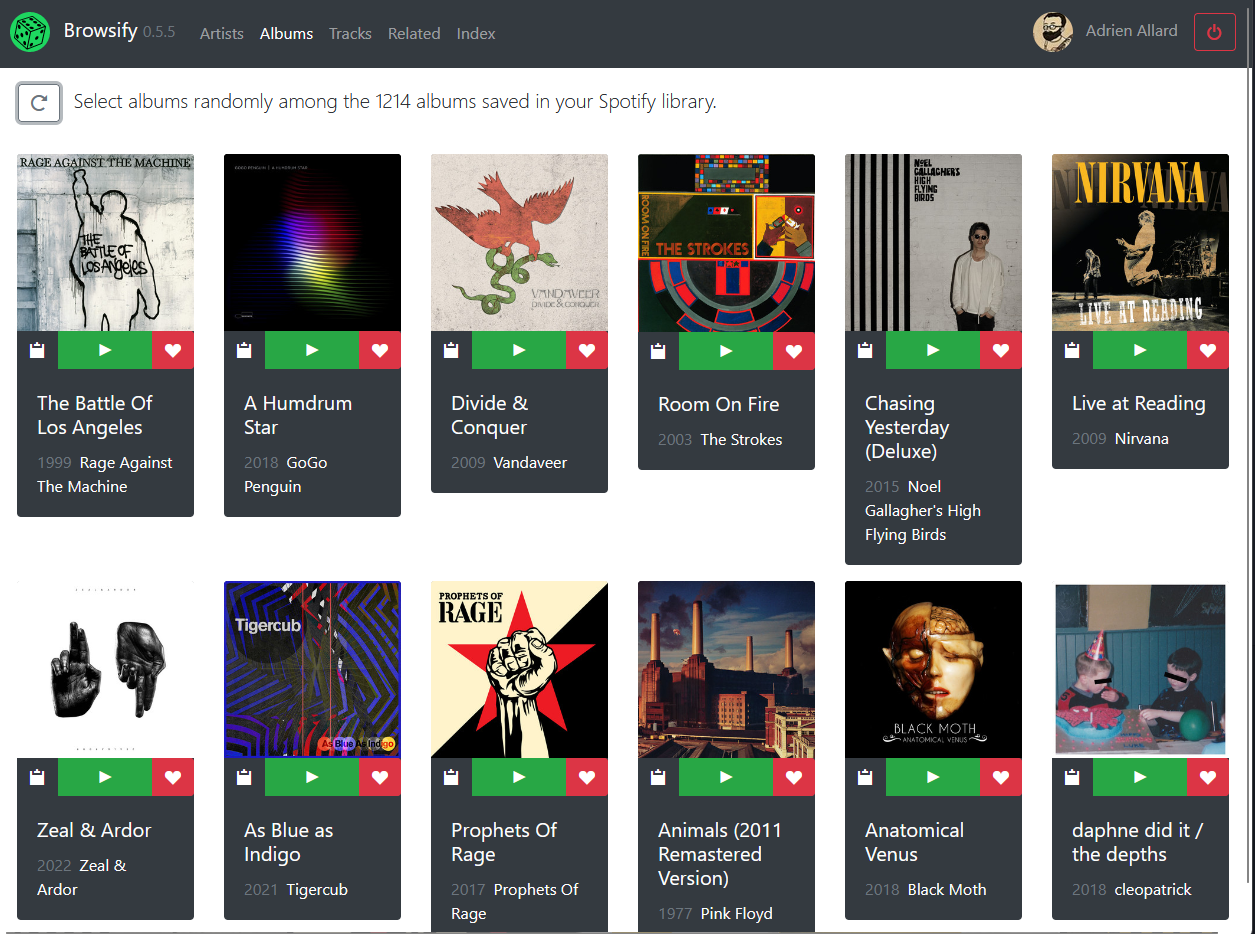 Browsify 0.5.5 Artists Albums Tracks Related Index Adrien Allard
Select albums randomly among the 1214 albums saved in your Spotify library.
RAGE AGAINST THE MACHINE
THE
BATTLE OF
LOS ANGELES
The Battle Of
Los Angeles
1999 Rage Against
The Machine
GOGO PENGUIN A HUMDRUM STAR
A Humdrum
Star
2018 GoGo
Penguin
VANDAVEER
DIVIDE & CONQUER
Divide &
Conquer
2009 Vandaveer
ROOM ON FIRE
THE STROKES
Room On Fire
2003 The Strokes
NOEL
GALLAGHER'S
HIGH
FLYING
BIRDS
Chasing
Yesterday
(Deluxe)
2015 Noel
Gallagher's High
Flying Birds
NIRVANA
LIVE AT READING
Live at Reading
2009 Nirvana
Zeal & Ardor
2022 Zeal &
Ardor
Tigercub
As Blue As Indigo
As Blue as
Indigo
2021 Tigercub
PROPHETS OF
RAGE
Prophets Of
Rage
2017 Prophets Of
Rage
Animals (2011
Remastered
Version)
1977 Pink Floyd
BLACK MOTH
ANATOMICAL VENUS
Anatomical
Venus
2018 Black Moth
daphne did it /
the depths
2018 cleopatrick